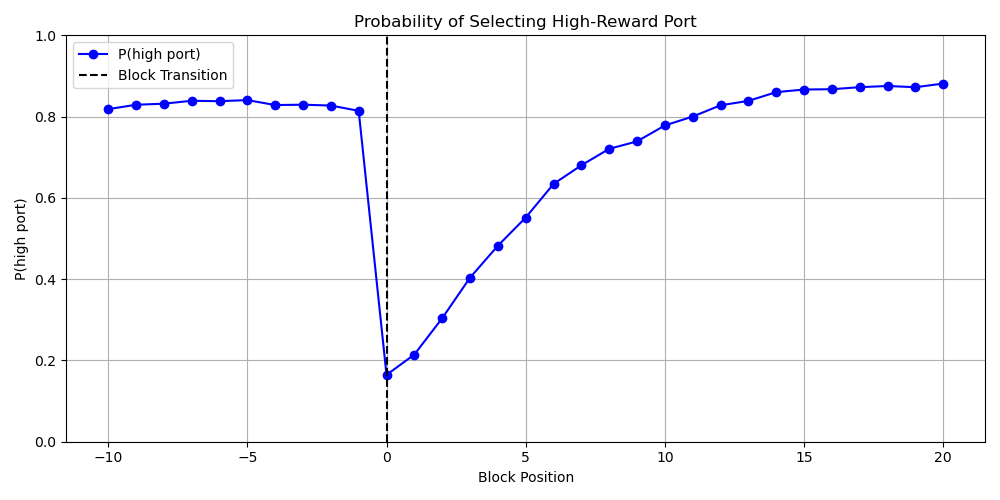 Probability of Selecting High-Reward Port
P(high port)
Block Transition
P(high port)
1.0
0.8
0.6
0.4
0.2
0.0
−10
−5
0
5
10
15
20
Block Position